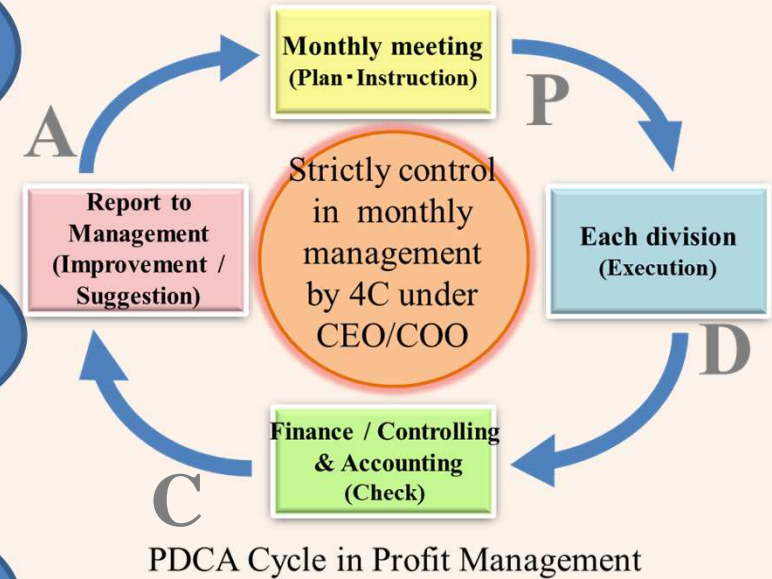 Monthly meeting
(Plan・Instruction)
P
A
Report to
Management
(Improvement /
Suggestion)
Strictly control
in monthly
management
by 4C under
CEO/COO
Each division
(Execution)
D
Finance / Controlling
& Accounting
(Check)
C
PDCA Cycle in Profit Management